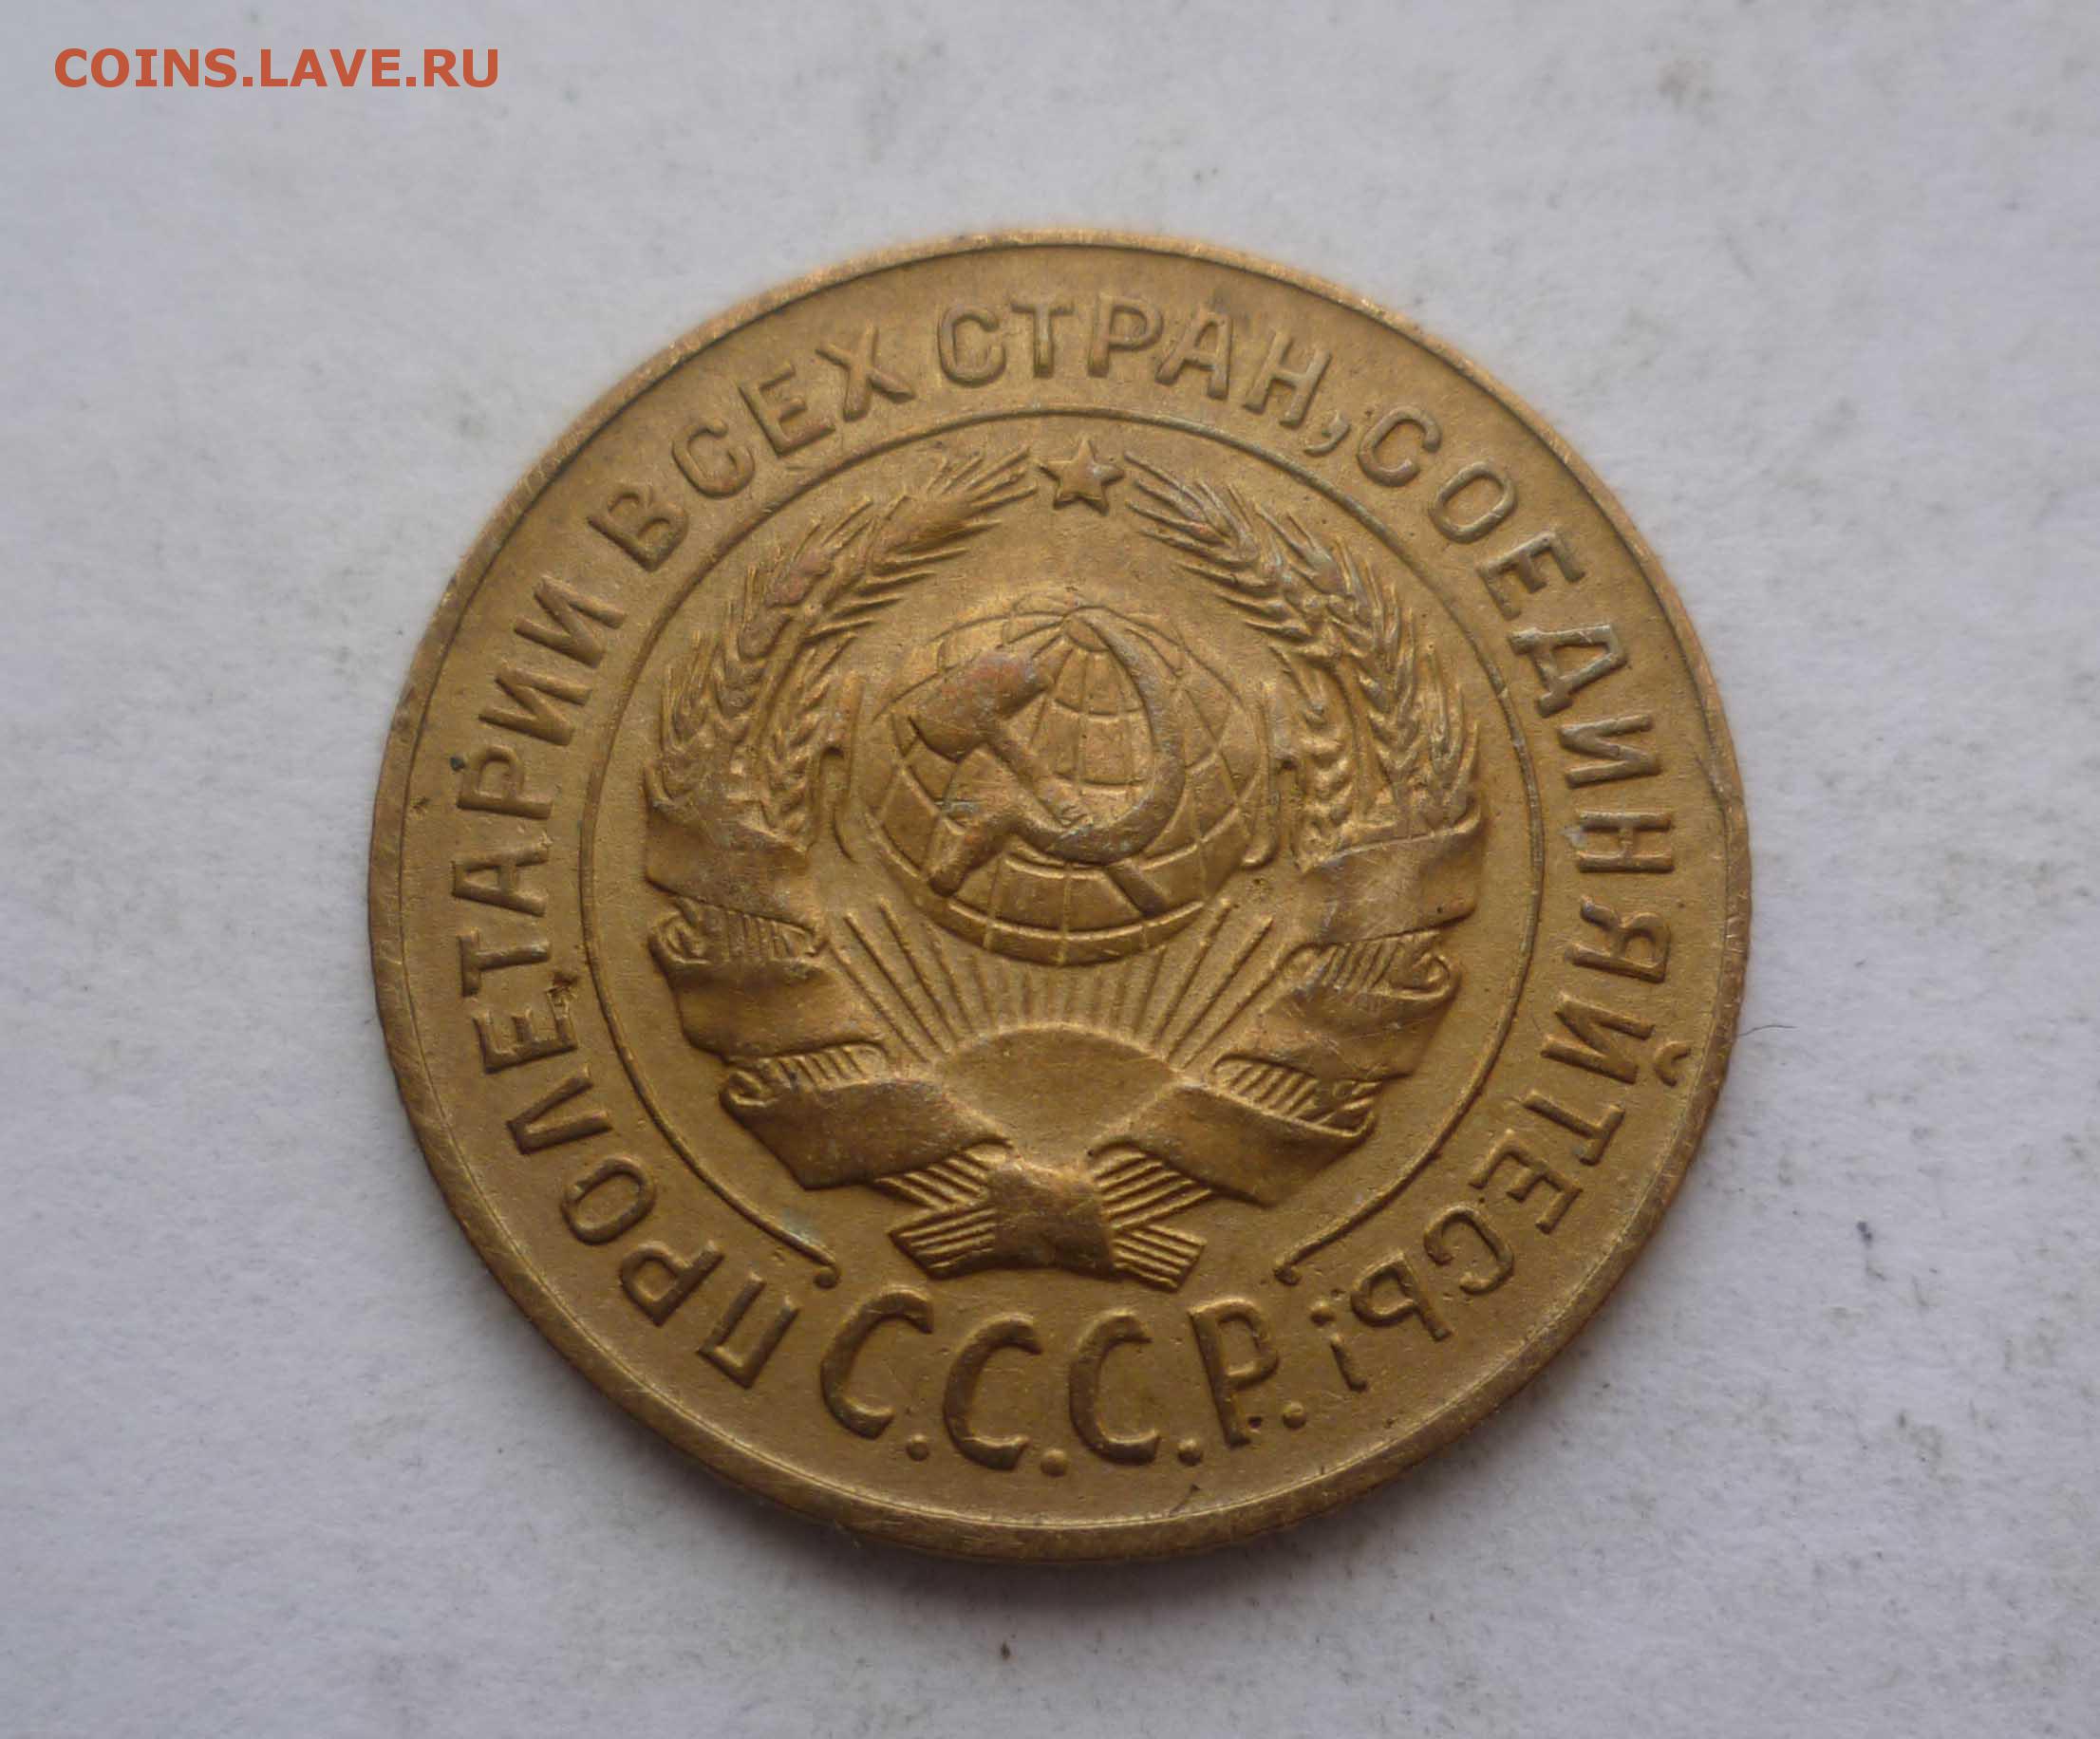 COINS.LAVE.RU
ПРОЛЕТАРИИ ВСЕХ СТРАН, СОЕДИНЯЙТЕСЬ!
С.С.С.Р.